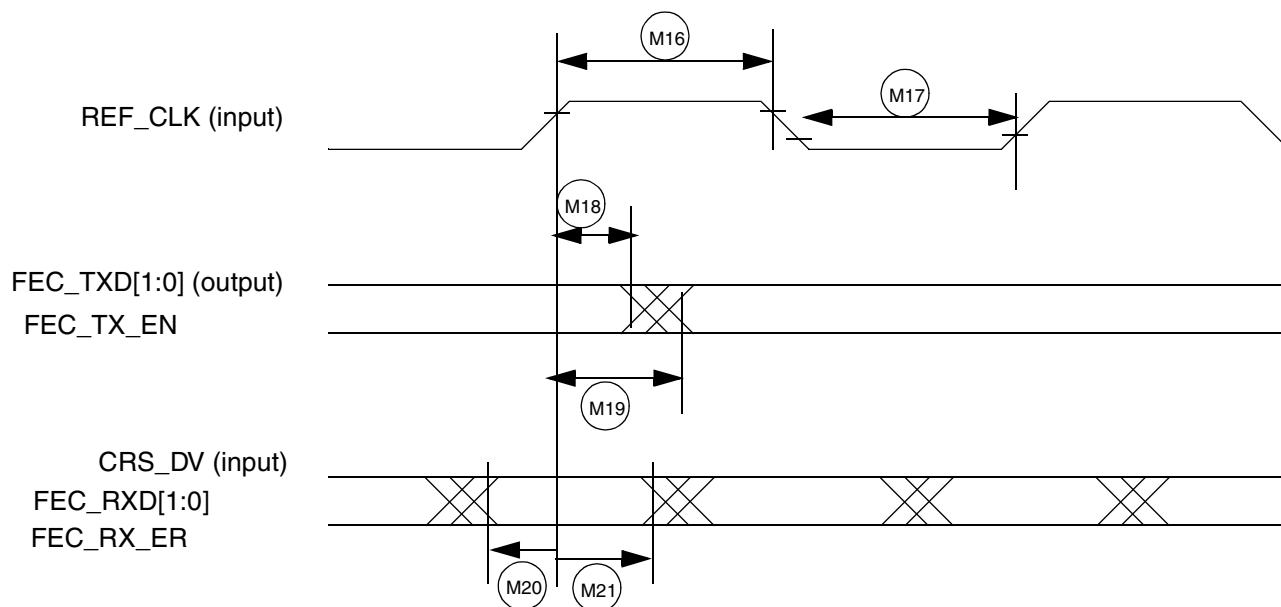 M16
M17
REF_CLK (input)
M18
FEC_TXD[1:0] (output)
FEC_TX_EN
M19
CRS_DV (input)
FEC_RXD[1:0]
FEC_RX_ER
M20
M21